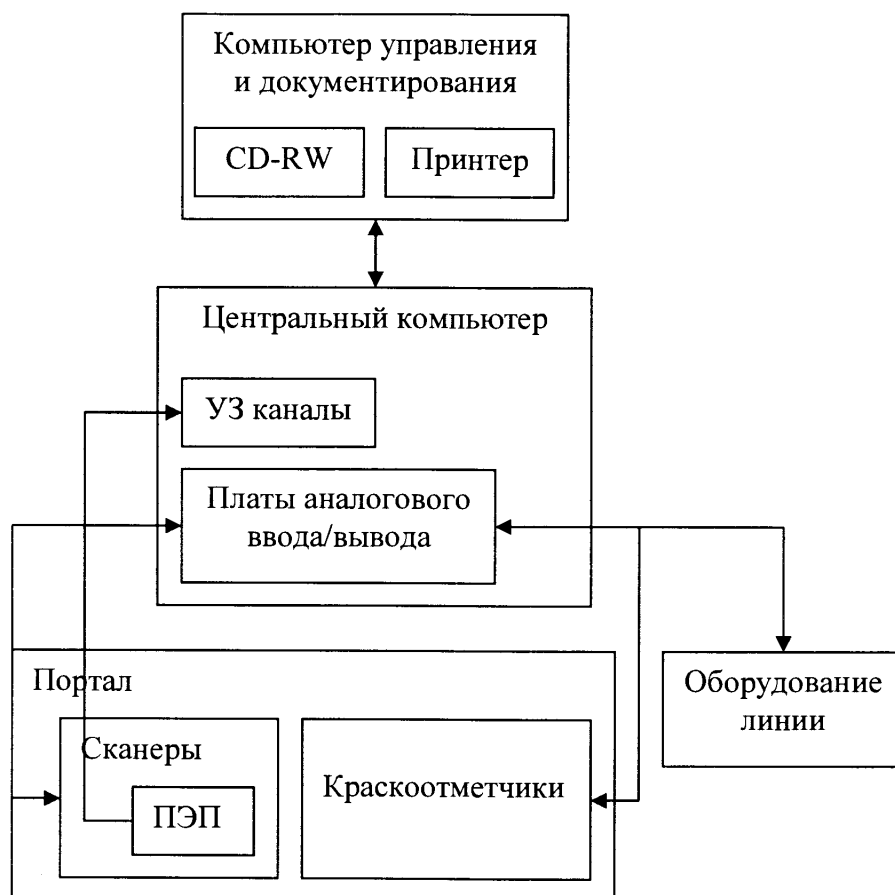 Компьютер управления
и документирования
CD-RW
Принтер
Центральный компьютер
УЗ каналы
Платы аналогового
ввода/вывода
Портал
Сканеры
ПЭП
Краскоотметчики
Оборудование
линии